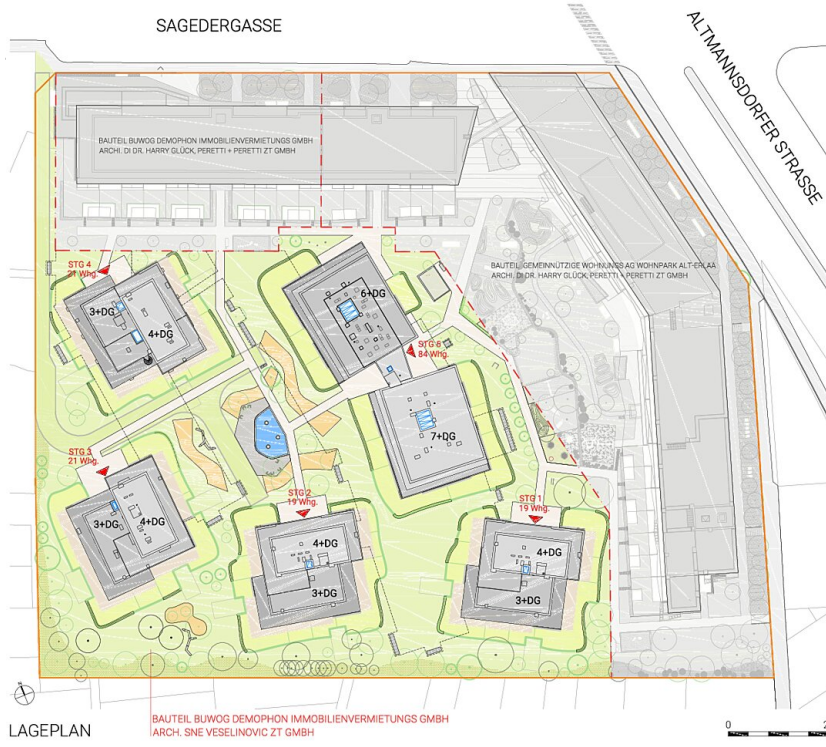 SAGEDERGASSE
ALTMANNSDORFER STRASSE
BAUTEIL BUWOG DEMOPHON IMMOBILIENVERMIETUNGS GMBH
ARCHI. DI DR. HARRY GLÜCK, PERETTI + PERETTI ZT GMBH
BAUTEIL GEMEINNÜTZIGE WOHNUNGS AG WOHNPARK ALT-ERLAA
ARCHI. DI DR. HARRY GLÜCK, PERETTI + PERETTI ZT GMBH
STG 4
21 Whg.
3+DG
4+DG
6+DG
STG 5
84 Whg.
7+DG
STG 3
21 Whg.
3+DG
4+DG
STG 2
19 Whg.
4+DG
3+DG
STG 1
19 Whg.
4+DG
3+DG
LAGEPLAN
BAUTEIL BUWOG DEMOPHON IMMOBILIENVERMIETUNGS GMBH
ARCH. SNE VESELINOVIC ZT GMBH
0
2